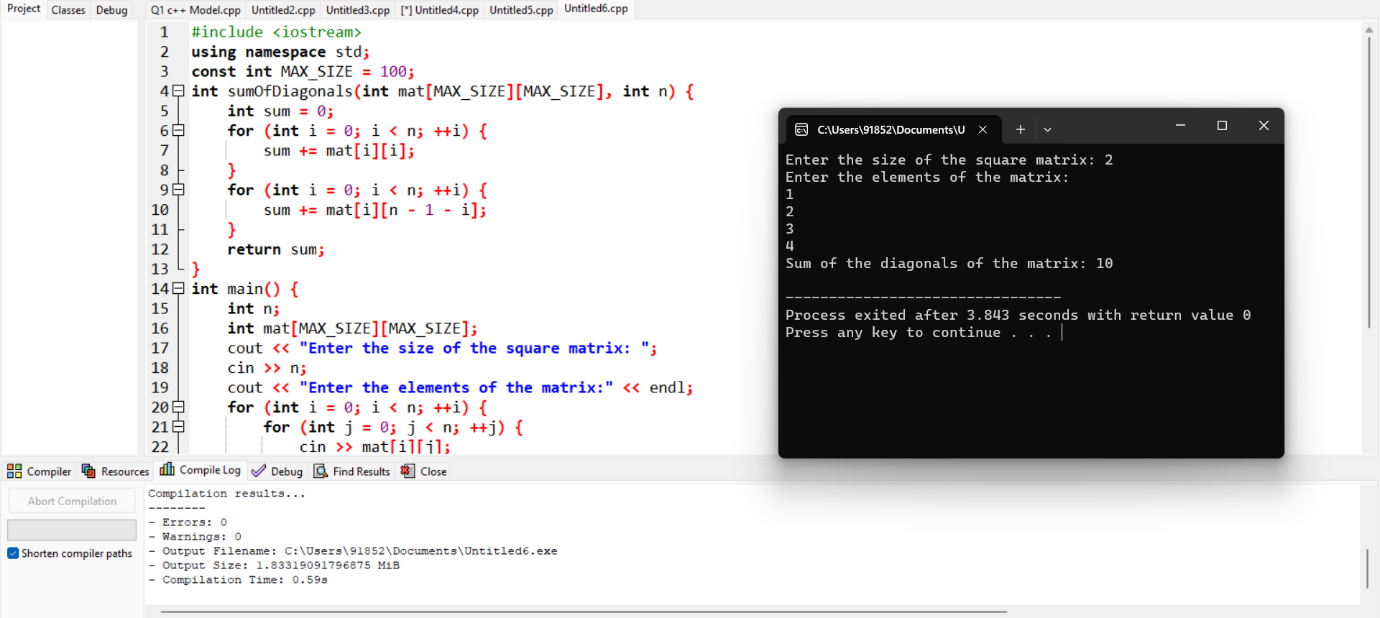 Project Classes Debug Q1 c++ Model.cpp Untitled2.cpp Untitled3.cpp [*] Untitled4.cpp Untitled5.cpp Untitled6.cpp
1 #include <iostream>
2 using namespace std;
3 const int MAX_SIZE = 100;
4 int sumOfDiagonals(int mat[MAX_SIZE][MAX_SIZE], int n) {
5 int sum = 0;
6 for (int i = 0; i < n; ++i) {
7 sum += mat[i][i];
8 }
9 for (int i = 0; i < n; ++i) {
10 sum += mat[i][n - 1 - i];
11 }
12 return sum;
13 }
14 int main() {
15 int n;
16 int mat[MAX_SIZE][MAX_SIZE];
17 cout << "Enter the size of the square matrix: ";
18 cin >> n;
19 cout << "Enter the elements of the matrix:" << endl;
20 for (int i = 0; i < n; ++i) {
21 for (int j = 0; j < n; ++j) {
22 cin >> mat[i][j];
C:\Users\91852\Documents\U
Enter the size of the square matrix: 2
Enter the elements of the matrix:
1
2
3
4
Sum of the diagonals of the matrix: 10
--------------------------------
Process exited after 3.843 seconds with return value 0
Press any key to continue . . .
Compiler Resources Compile Log Debug Find Results Close
Abort Compilation
Shorten compiler paths
Compilation results...
--------
- Errors: 0
- Warnings: 0
- Output Filename: C:\Users\91852\Documents\Untitled6.exe
- Output Size: 1.83319091796875 MiB
- Compilation Time: 0.59s